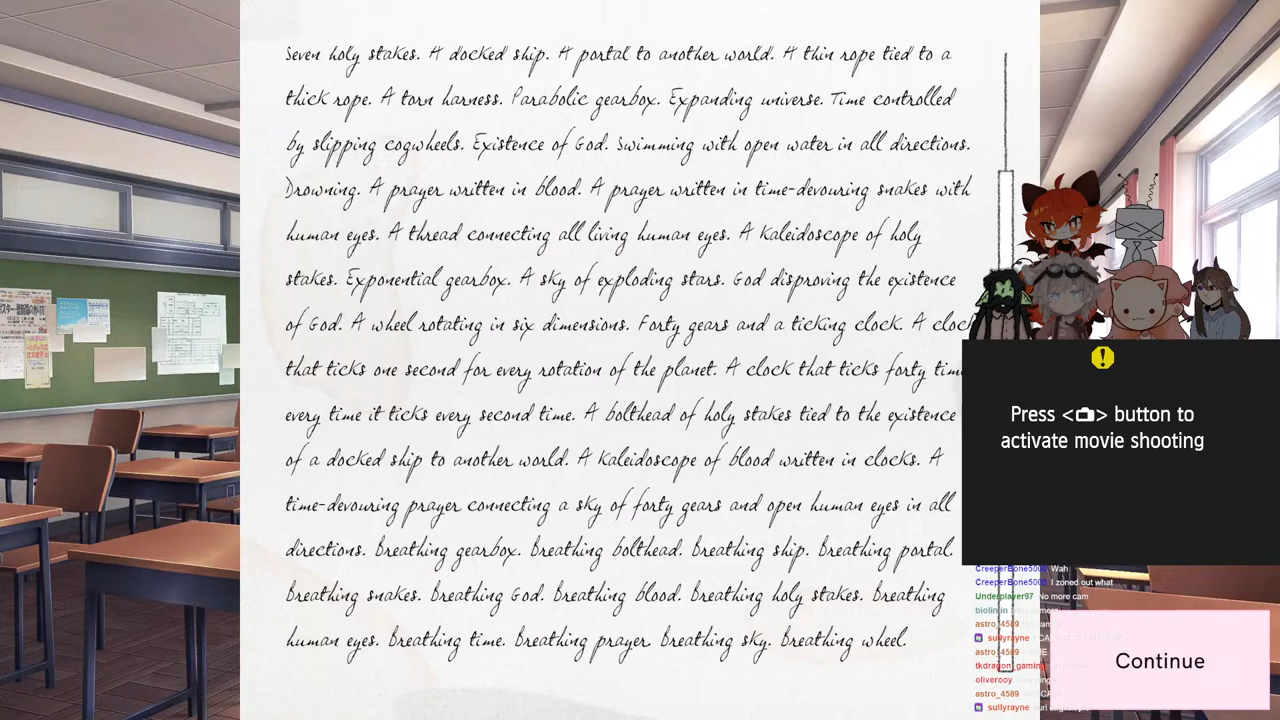 Seven holy stakes. A docked ship. A portal to another world. A thin rope tied to a
thick rope. A torn harness. Parabolic gearbox. Expanding universe. Time controlled
by slipping cogwheels. Existence of God. Swimming with open water in all directions.
Drowning. A prayer written in blood. A prayer written in time-devouring snakes with
human eyes. A thread connecting all living human eyes. A kaleidoscope of holy
stakes. Exponential gearbox. A sky of exploding stars. God disproving the existence
of God. A wheel rotating in six dimensions. Forty gears and a ticking clock. A clock
that ticks one second for every rotation of the planet. A clock that ticks forty
every time it ticks every second time. A bolthead of holy stakes tied to the existence
of a docked ship to another world. A kaleidoscope of blood written in clocks. A
time-devouring prayer connecting a sky of forty gears and open human eyes in all
directions. Breathing gearbox. Breathing bolthead. Breathing ship. Breathing portal.
Breathing snakes. Breathing God. Breathing blood. Breathing holy stakes. Breathing
human eyes. Breathing time. Breathing prayer. Breathing sky. Breathing wheel.
Press < > button to
activate movie shooting
CreeperBone5000 Wah
CreeperBone5000 I zoned out what
Underplayer97 No more cam
biolinkin
astro_4589
sullyrayne
astro_4589
tkdragon_gaming
oliverooy
astro_4589
sullyrayne
Continue